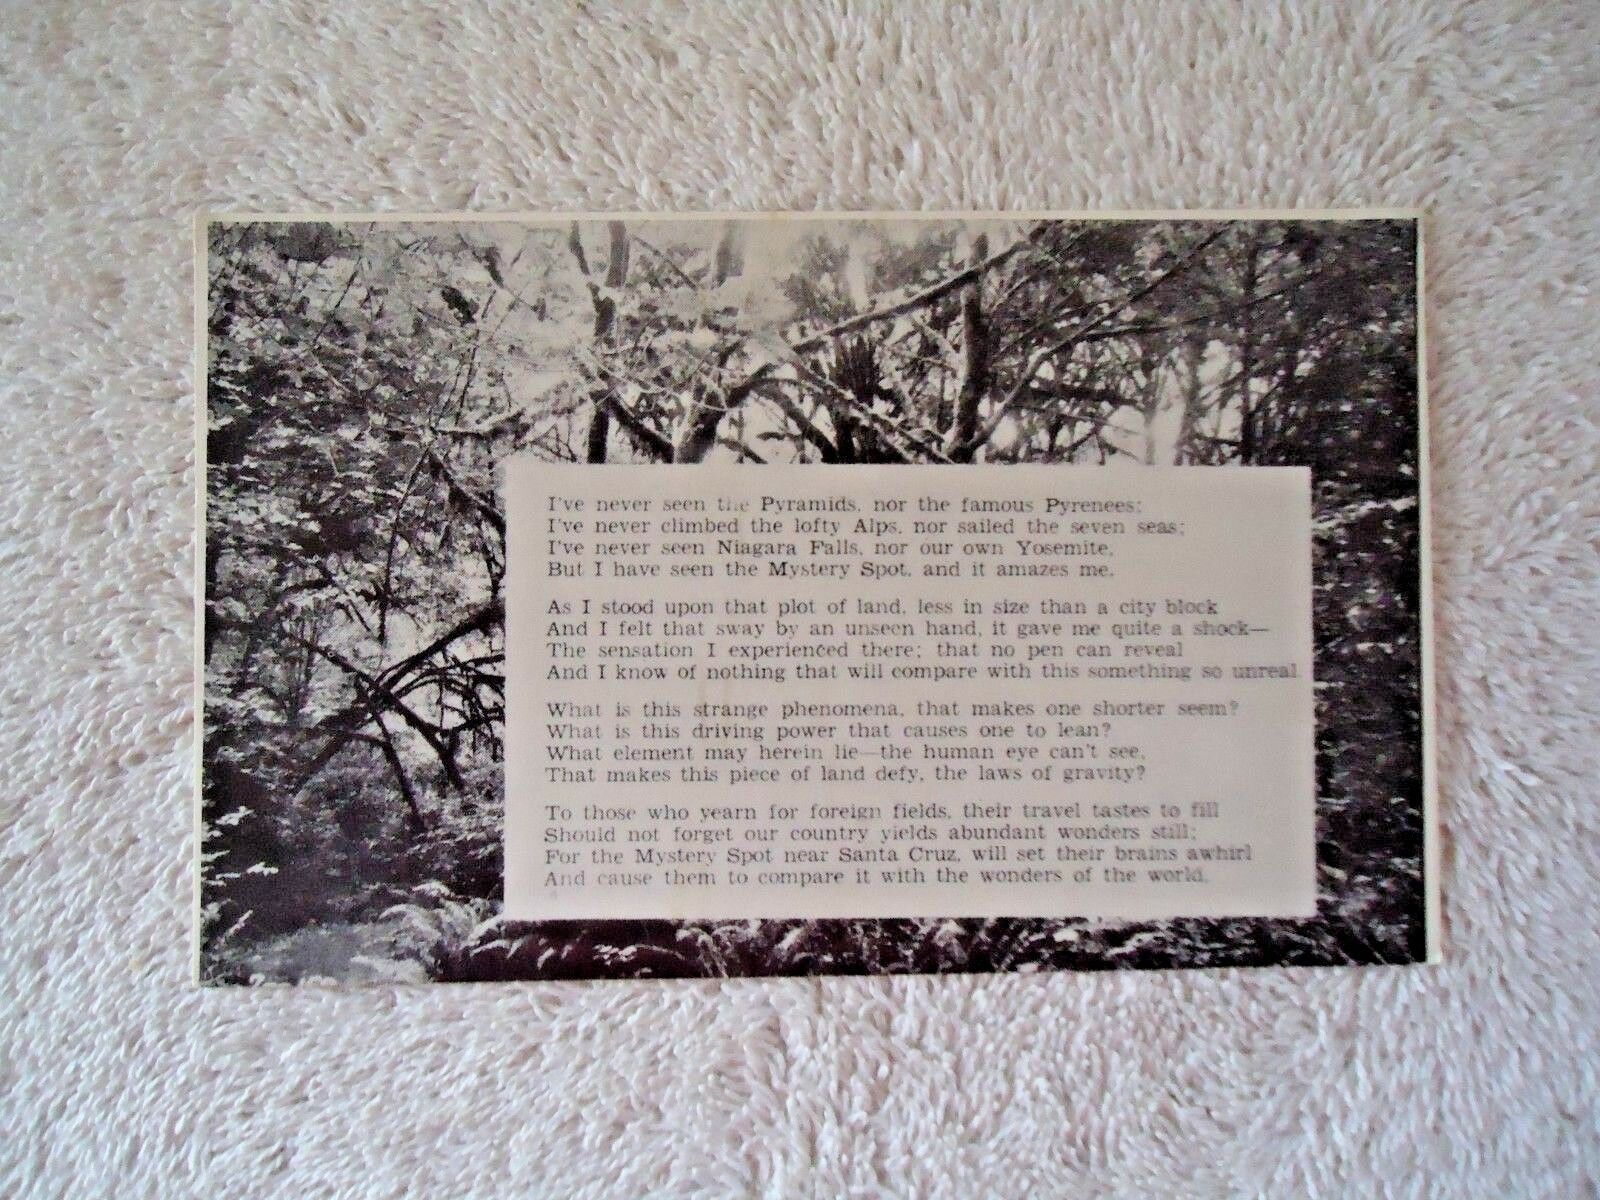 I've never seen the Pyramids, nor the famous Pyrenees;
I've never climbed the lofty Alps, nor sailed the seven seas;
I've never seen Niagara Falls, nor our own Yosemite,
But I have seen the Mystery Spot, and it amazes me.
As I stood upon that plot of land, less in size than a city block
And I felt that sway by an unseen hand, it gave me quite a shock—
The sensation I experienced there; that no pen can reveal
And I know of nothing that will compare with this something so unreal.
What is this strange phenomena, that makes one shorter seem?
What is this driving power that causes one to lean?
What element may herein lie—the human eye can't see,
That makes this piece of land defy, the laws of gravity?
To those who yearn for foreign fields, their travel tastes to fill
Should not forget our country yields abundant wonders still;
For the Mystery Spot near Santa Cruz, will set their brains awhirl
And cause them to compare it with the wonders of the world.